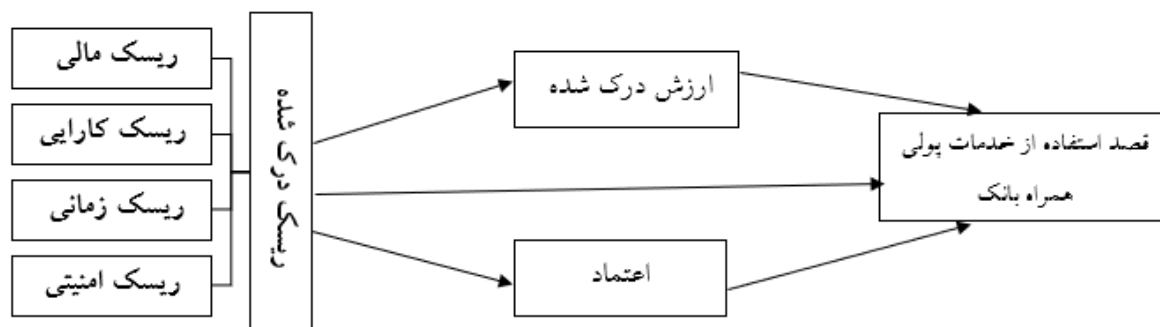 ریسک مالی
ریسک کارایی
ریسک زمانی
ریسک امنیتی
ریسک درک شده
ارزش درک شده
اعتماد
قصد استفاده از خدمات پولی
همراه بانک